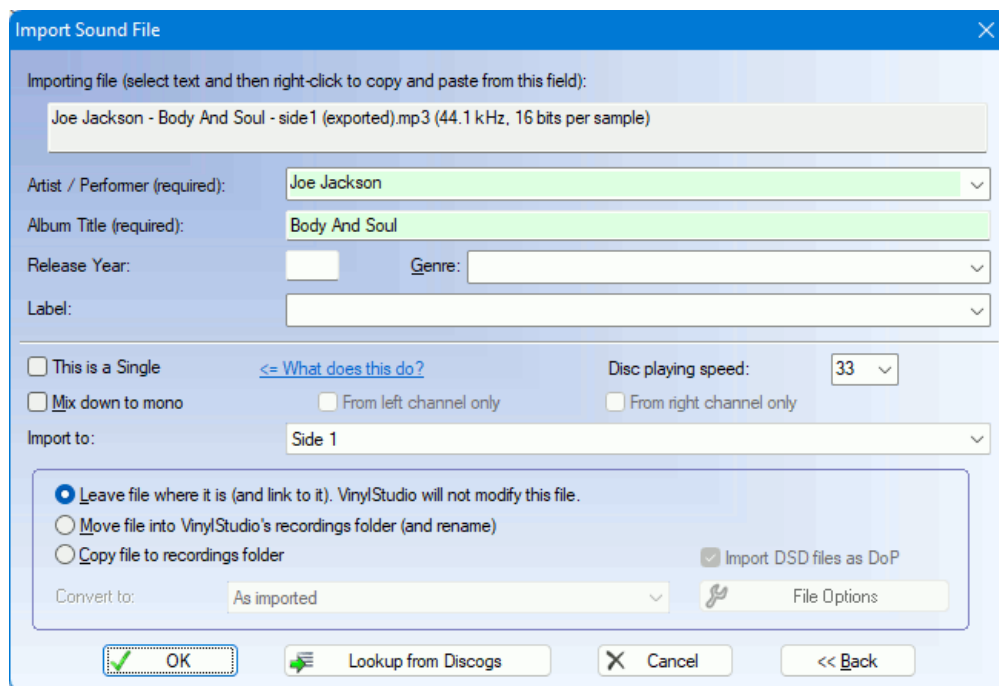 Import Sound File
Importing file (select text and then right-click to copy and paste from this field):
Joe Jackson - Body And Soul - side1 (exported).mp3 (44.1 kHz, 16 bits per sample)
Artist / Performer (required): Joe Jackson
Album Title (required): Body And Soul
Release Year: Genre:
Label:
This is a Single <= What does this do? Disc playing speed: 33
Mix down to mono From left channel only From right channel only
Import to: Side 1
Leave file where it is (and link to it). VinylStudio will not modify this file.
Move file into VinylStudio's recordings folder (and rename)
Copy file to recordings folder Import DSD files as DoP
Convert to: As imported File Options
OK Lookup from Discogs Cancel << Back